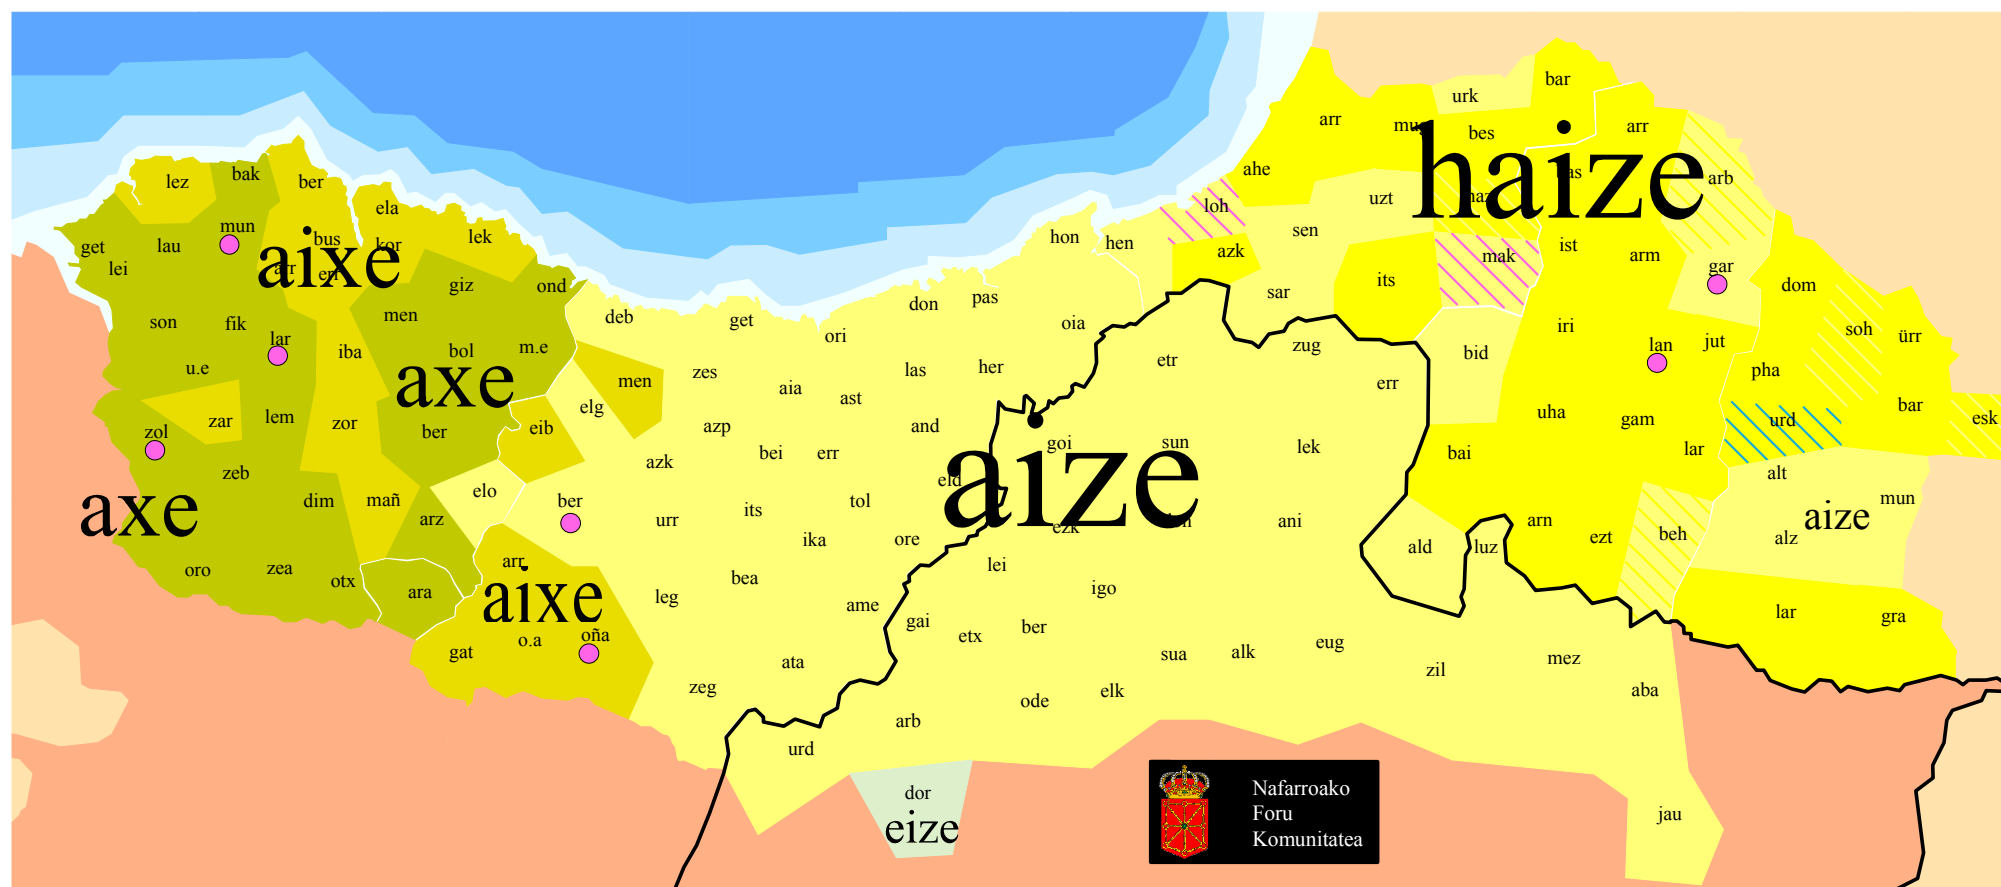 bar
urk
arr
mug
bes
arr
lez
bak
ber
ahe
haize
bas
arb
ela
loh
uzt
naz
get
lau
mun
bus
kor
lek
hon
hen
azk
sen
ist
arm
mak
gar
lei
aixe
arr
err
giz
ond
its
dom
son
fik
men
deb
get
don
pas
sar
iri
soh
ürr
lar
iba
bol
m.e
ori
oia
zug
bid
lan
jut
u.e
axe
men
zes
aia
las
her
etr
err
pha
zar
lem
zor
ber
eib
elg
azp
ast
and
uha
gam
urd
bar
esk
zol
zeb
azk
bei
err
goi
sun
lek
bai
lar
axe
dim
mañ
elo
ber
its
tol
eld
aize
alt
mun
arz
urr
ika
ore
ezk
ani
arn
ezt
beh
aize
alz
oro
zea
otx
ara
arr
aixe
leg
bea
ame
lei
igo
ald
luz
lar
gra
gat
o.a
oña
ata
gai
etx
ber
sua
alk
eug
zil
mez
aba
zeg
urd
arb
ode
elk
dor
eize
jau
Nafarroako
Foru
Komunitatea